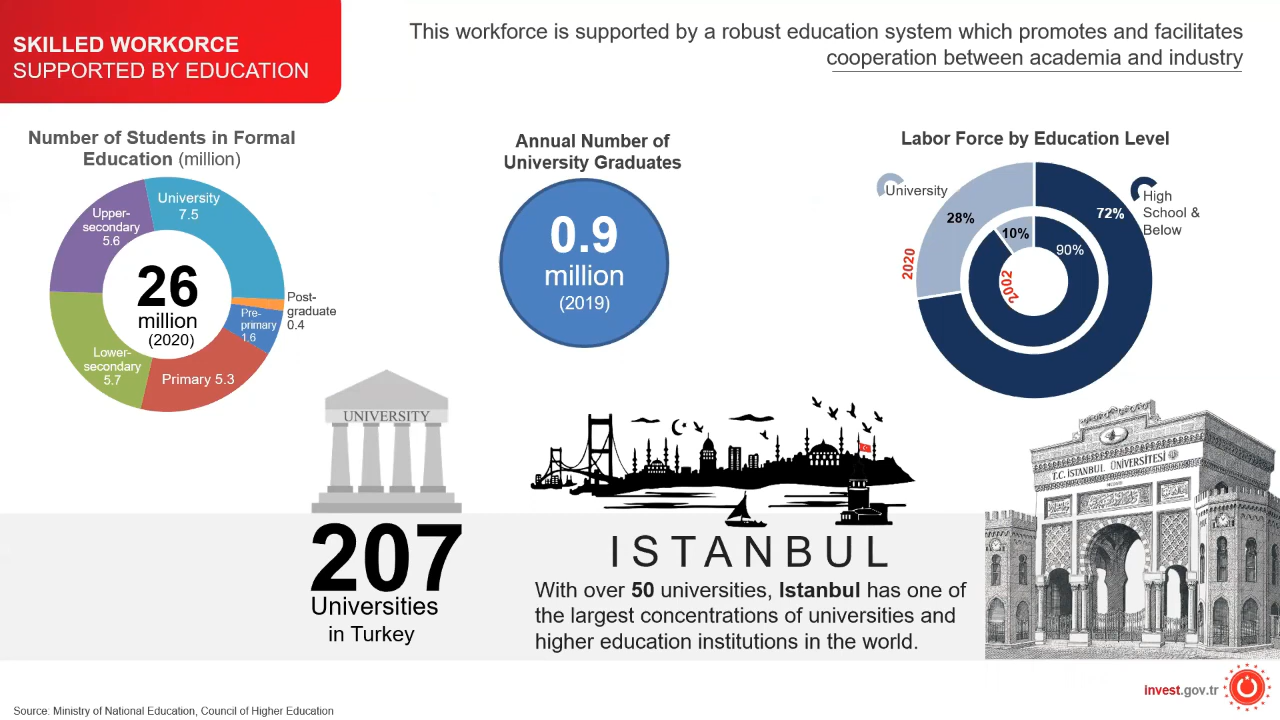 SKILLED WORKORCE
SUPPORTED BY EDUCATION
This workforce is supported by a robust education system which promotes and facilitates
cooperation between academia and industry
Number of Students in Formal
Education (million)
University
7.5
Upper-
secondary
5.6
26
million
(2020)
Post-
graduate
0.4
Pre-
primary
1.6
Lower-
secondary
5.7
Primary 5.3
Annual Number of
University Graduates
0.9
million
(2019)
Labor Force by Education Level
University
High
School &
Below
28%
72%
10%
90%
2020
2002
UNIVERSITY
207
Universities
in Turkey
ISTANBUL
With over 50 universities, Istanbul has one of
the largest concentrations of universities and
higher education institutions in the world.
T.C. İSTANBUL ÜNİVERSİTESİ
invest.gov.tr
Source: Ministry of National Education, Council of Higher Education